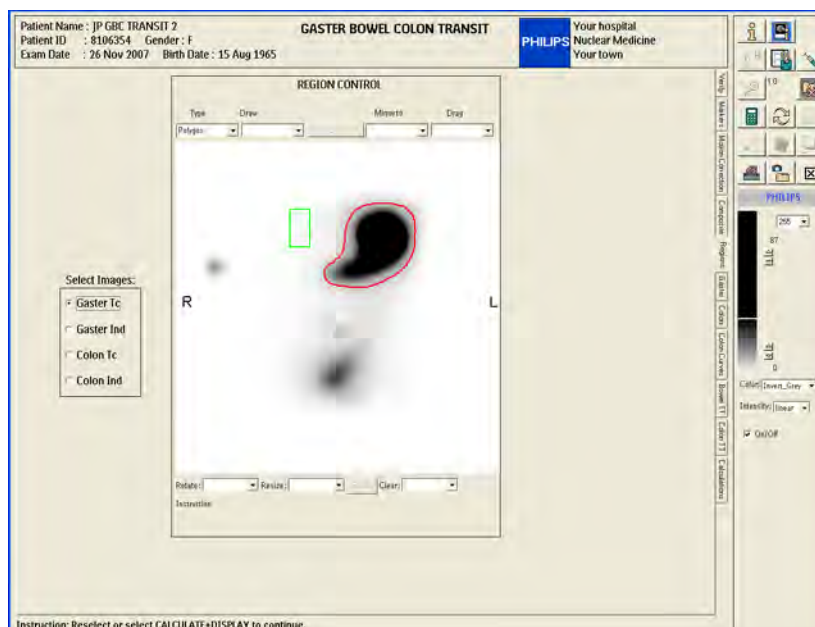 Patient Name : JP GBC TRANSIT 2
Patient ID : 8106354 Gender : F
Exam Date : 26 Nov 2007 Birth Date : 15 Aug 1965
GASTER BOWEL COLON TRANSIT
PHILIPS
Your hospital
Nuclear Medicine
Your town
REGION CONTROL
Type Draw Mirror to Drag
Polygon
Select Images:
Gaster Tc
Gaster Ind
Colon Tc
Colon Ind
R
L
Rotate: Resize: Clear:
Instruction
Verify
Markers
Motion Correction
Composite
Regions
Gaster
Colon
Colon Curves
Bowel TT
Colon TT
Calculations
1.0
PHILIPS
255
87
0
Color: Invert_Grey
Intensity: linear
On/Off
Instruction: Reselect or select CALCULATE+DISPLAY to continue